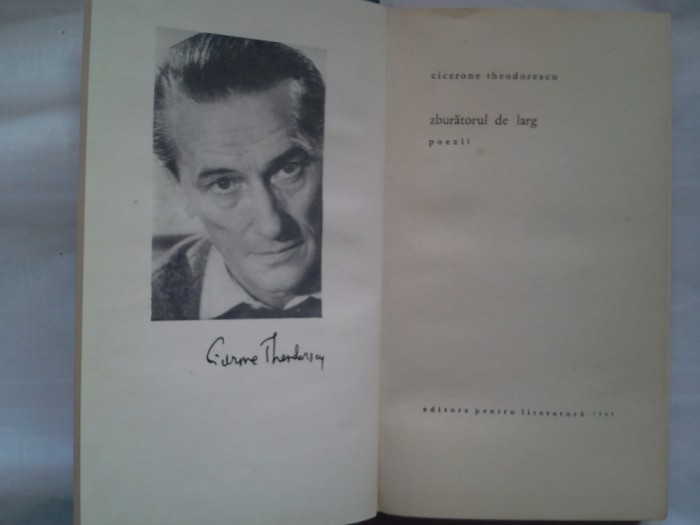 Cicerone Theodorescu
cicerone theodorescu
zburătorul de larg
poezii
editura pentru literatură